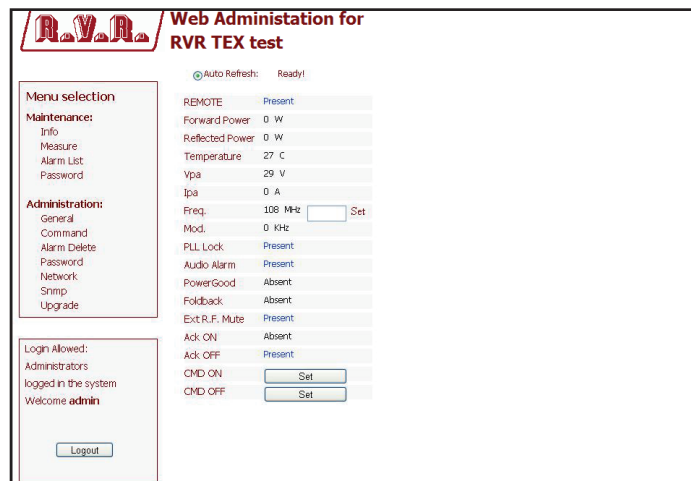 R.V.R.
Web Administation for
RVR TEX test
Auto Refresh: Ready!
Menu selection
Maintenance:
Info
Measure
Alarm List
Password
Administration:
General
Command
Alarm Delete
Password
Network
Snmp
Upgrade
Login Allowed:
Administrators
logged in the system
Welcome admin
Logout
REMOTE Present
Forward Power 0 W
Reflected Power 0 W
Temperature 27 C
Vpa 29 V
Ipa 0 A
Freq. 108 MHz Set
Mod. 0 KHz
PLL Lock Present
Audio Alarm Present
PowerGood Absent
Foldback Absent
Ext R.F. Mute Present
Ack ON Absent
Ack OFF Present
CMD ON Set
CMD OFF Set